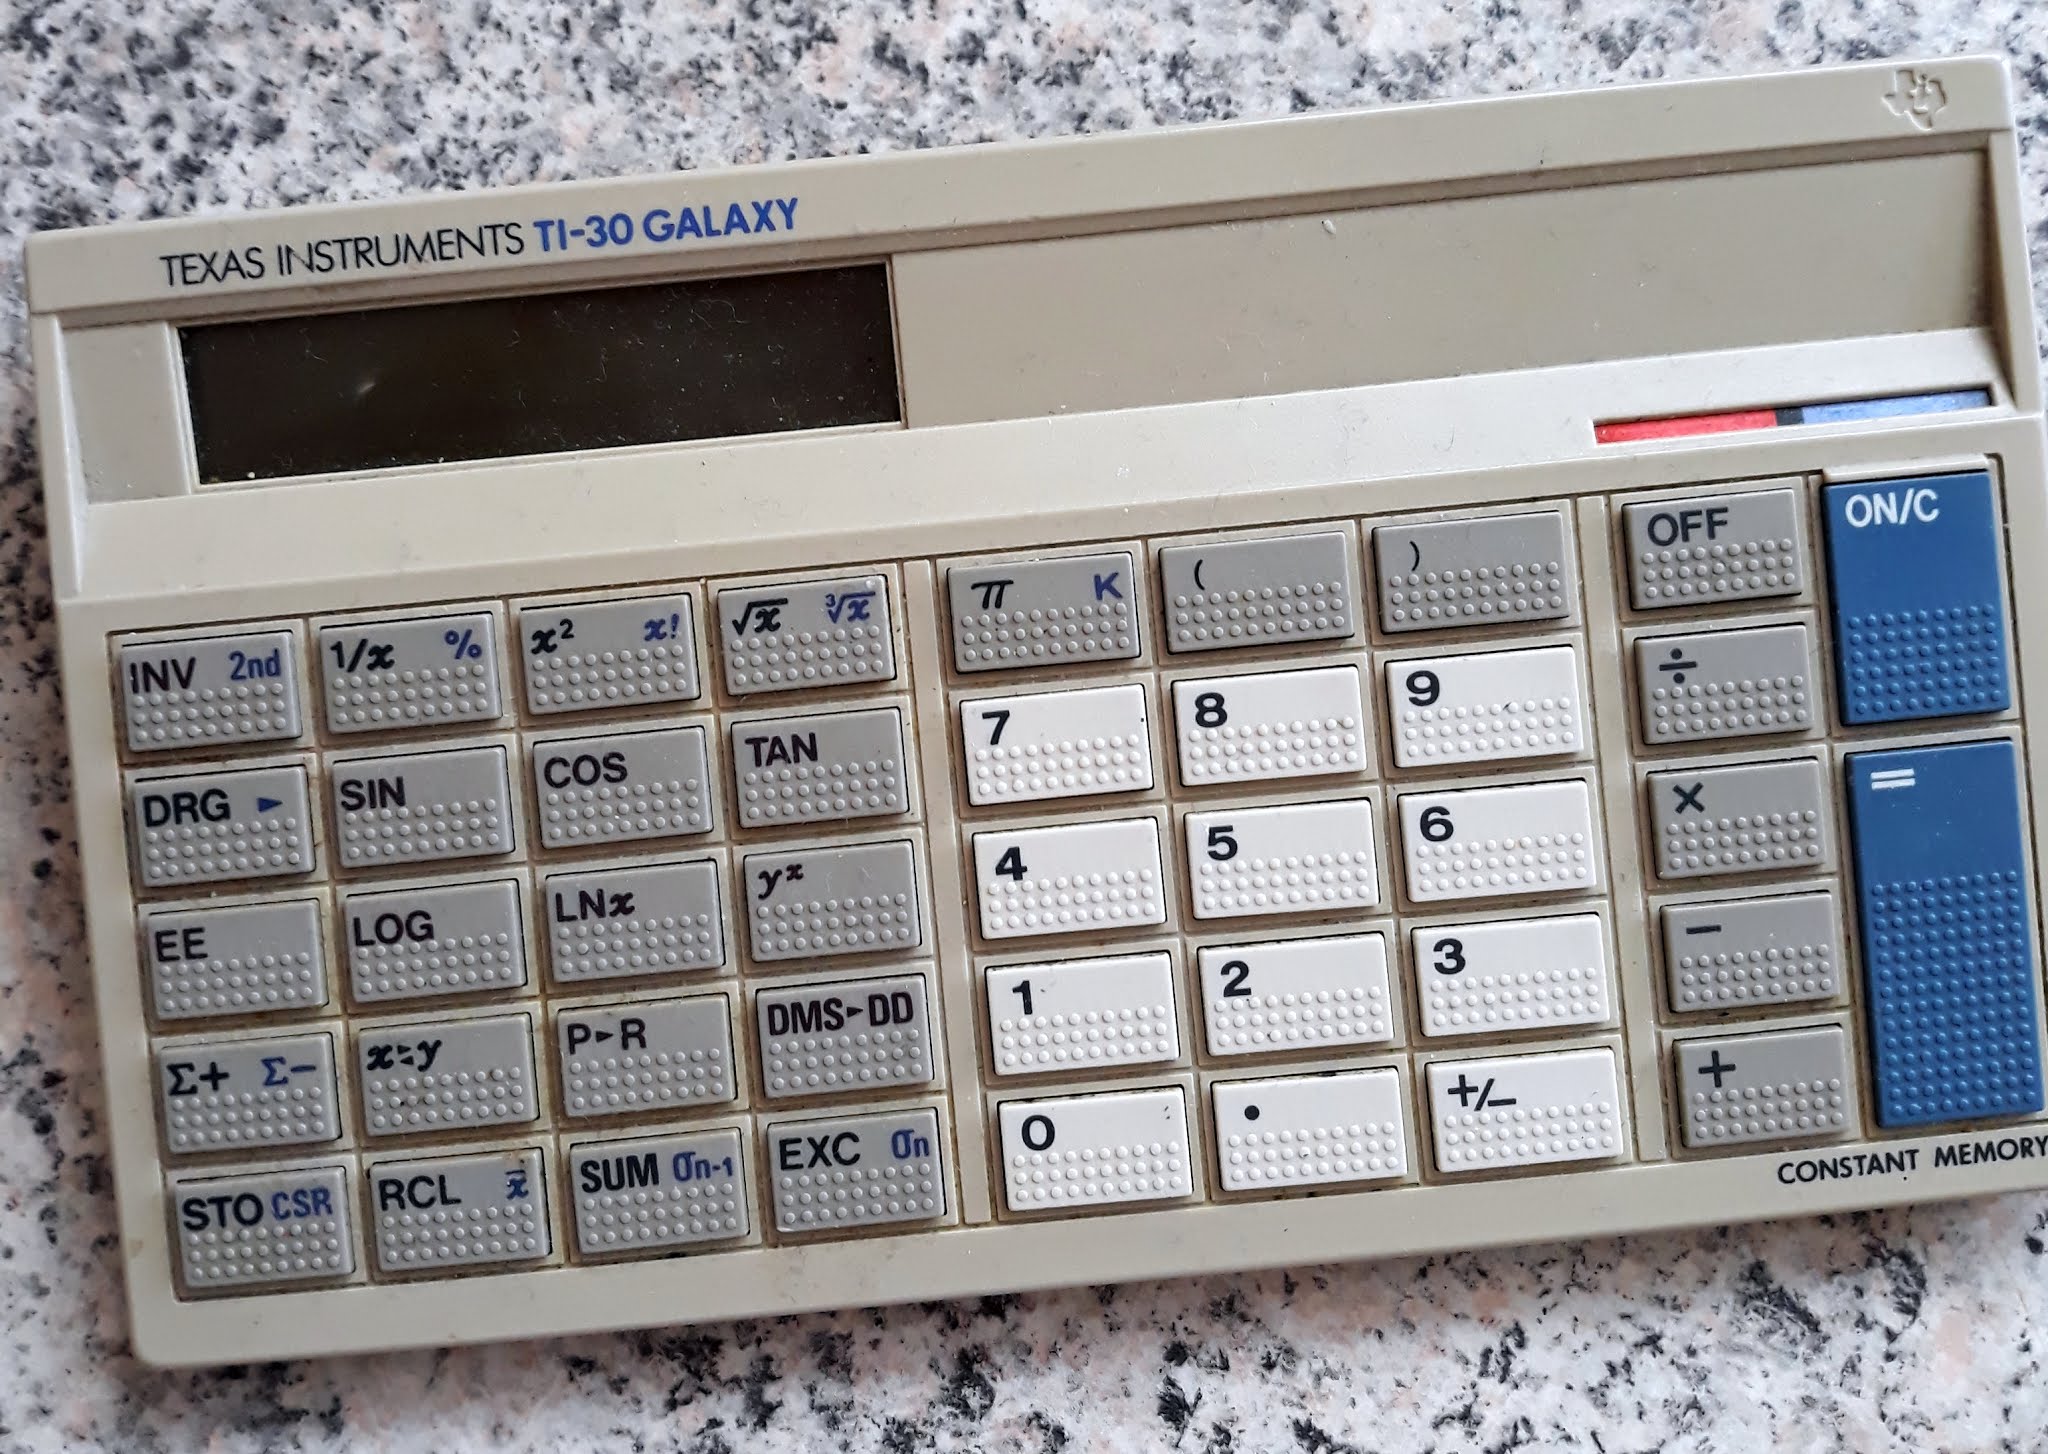 TEXAS INSTRUMENTS TI-30 GALAXY
INV 2nd 1/x % x² x! √x ³√x π K ( ) OFF ON/C
DRG ► SIN COS TAN 7 8 9 ÷
EE LOG LNx yˣ 4 5 6 × =
Σ+ Σ− x⇄y P►R DMS►DD 1 2 3 −
STO CSR RCL x̄ SUM σn-1 EXC σn 0 . +/− +
CONSTANT MEMORY